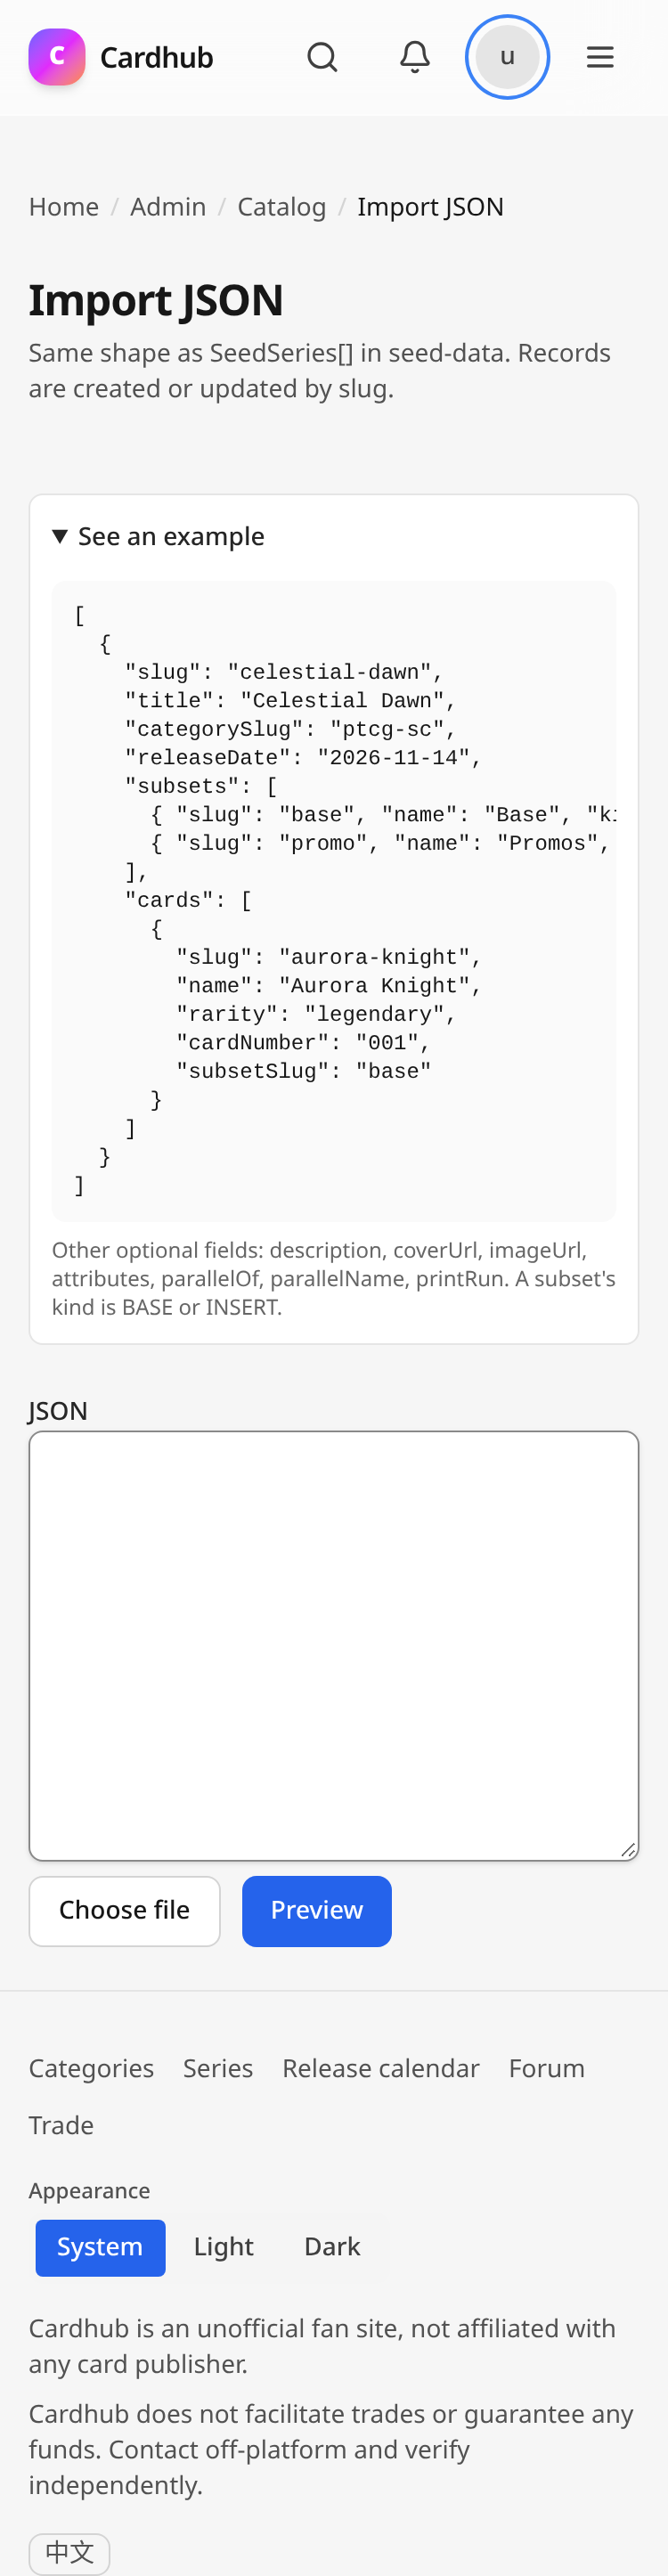 C Cardhub u
Home / Admin / Catalog / Import JSON
Import JSON
Same shape as SeedSeries[] in seed-data. Records
are created or updated by slug.
▼ See an example
[
  {
    "slug": "celestial-dawn",
    "title": "Celestial Dawn",
    "categorySlug": "ptcg-sc",
    "releaseDate": "2026-11-14",
    "subsets": [
      { "slug": "base", "name": "Base", "ki
      { "slug": "promo", "name": "Promos",
    ],
    "cards": [
      {
        "slug": "aurora-knight",
        "name": "Aurora Knight",
        "rarity": "legendary",
        "cardNumber": "001",
        "subsetSlug": "base"
      }
    ]
  }
]
Other optional fields: description, coverUrl, imageUrl,
attributes, parallelOf, parallelName, printRun. A subset's
kind is BASE or INSERT.
JSON
Choose file Preview
Categories Series Release calendar Forum
Trade
Appearance
System Light Dark
Cardhub is an unofficial fan site, not affiliated with
any card publisher.
Cardhub does not facilitate trades or guarantee any
funds. Contact off-platform and verify
independently.
中文